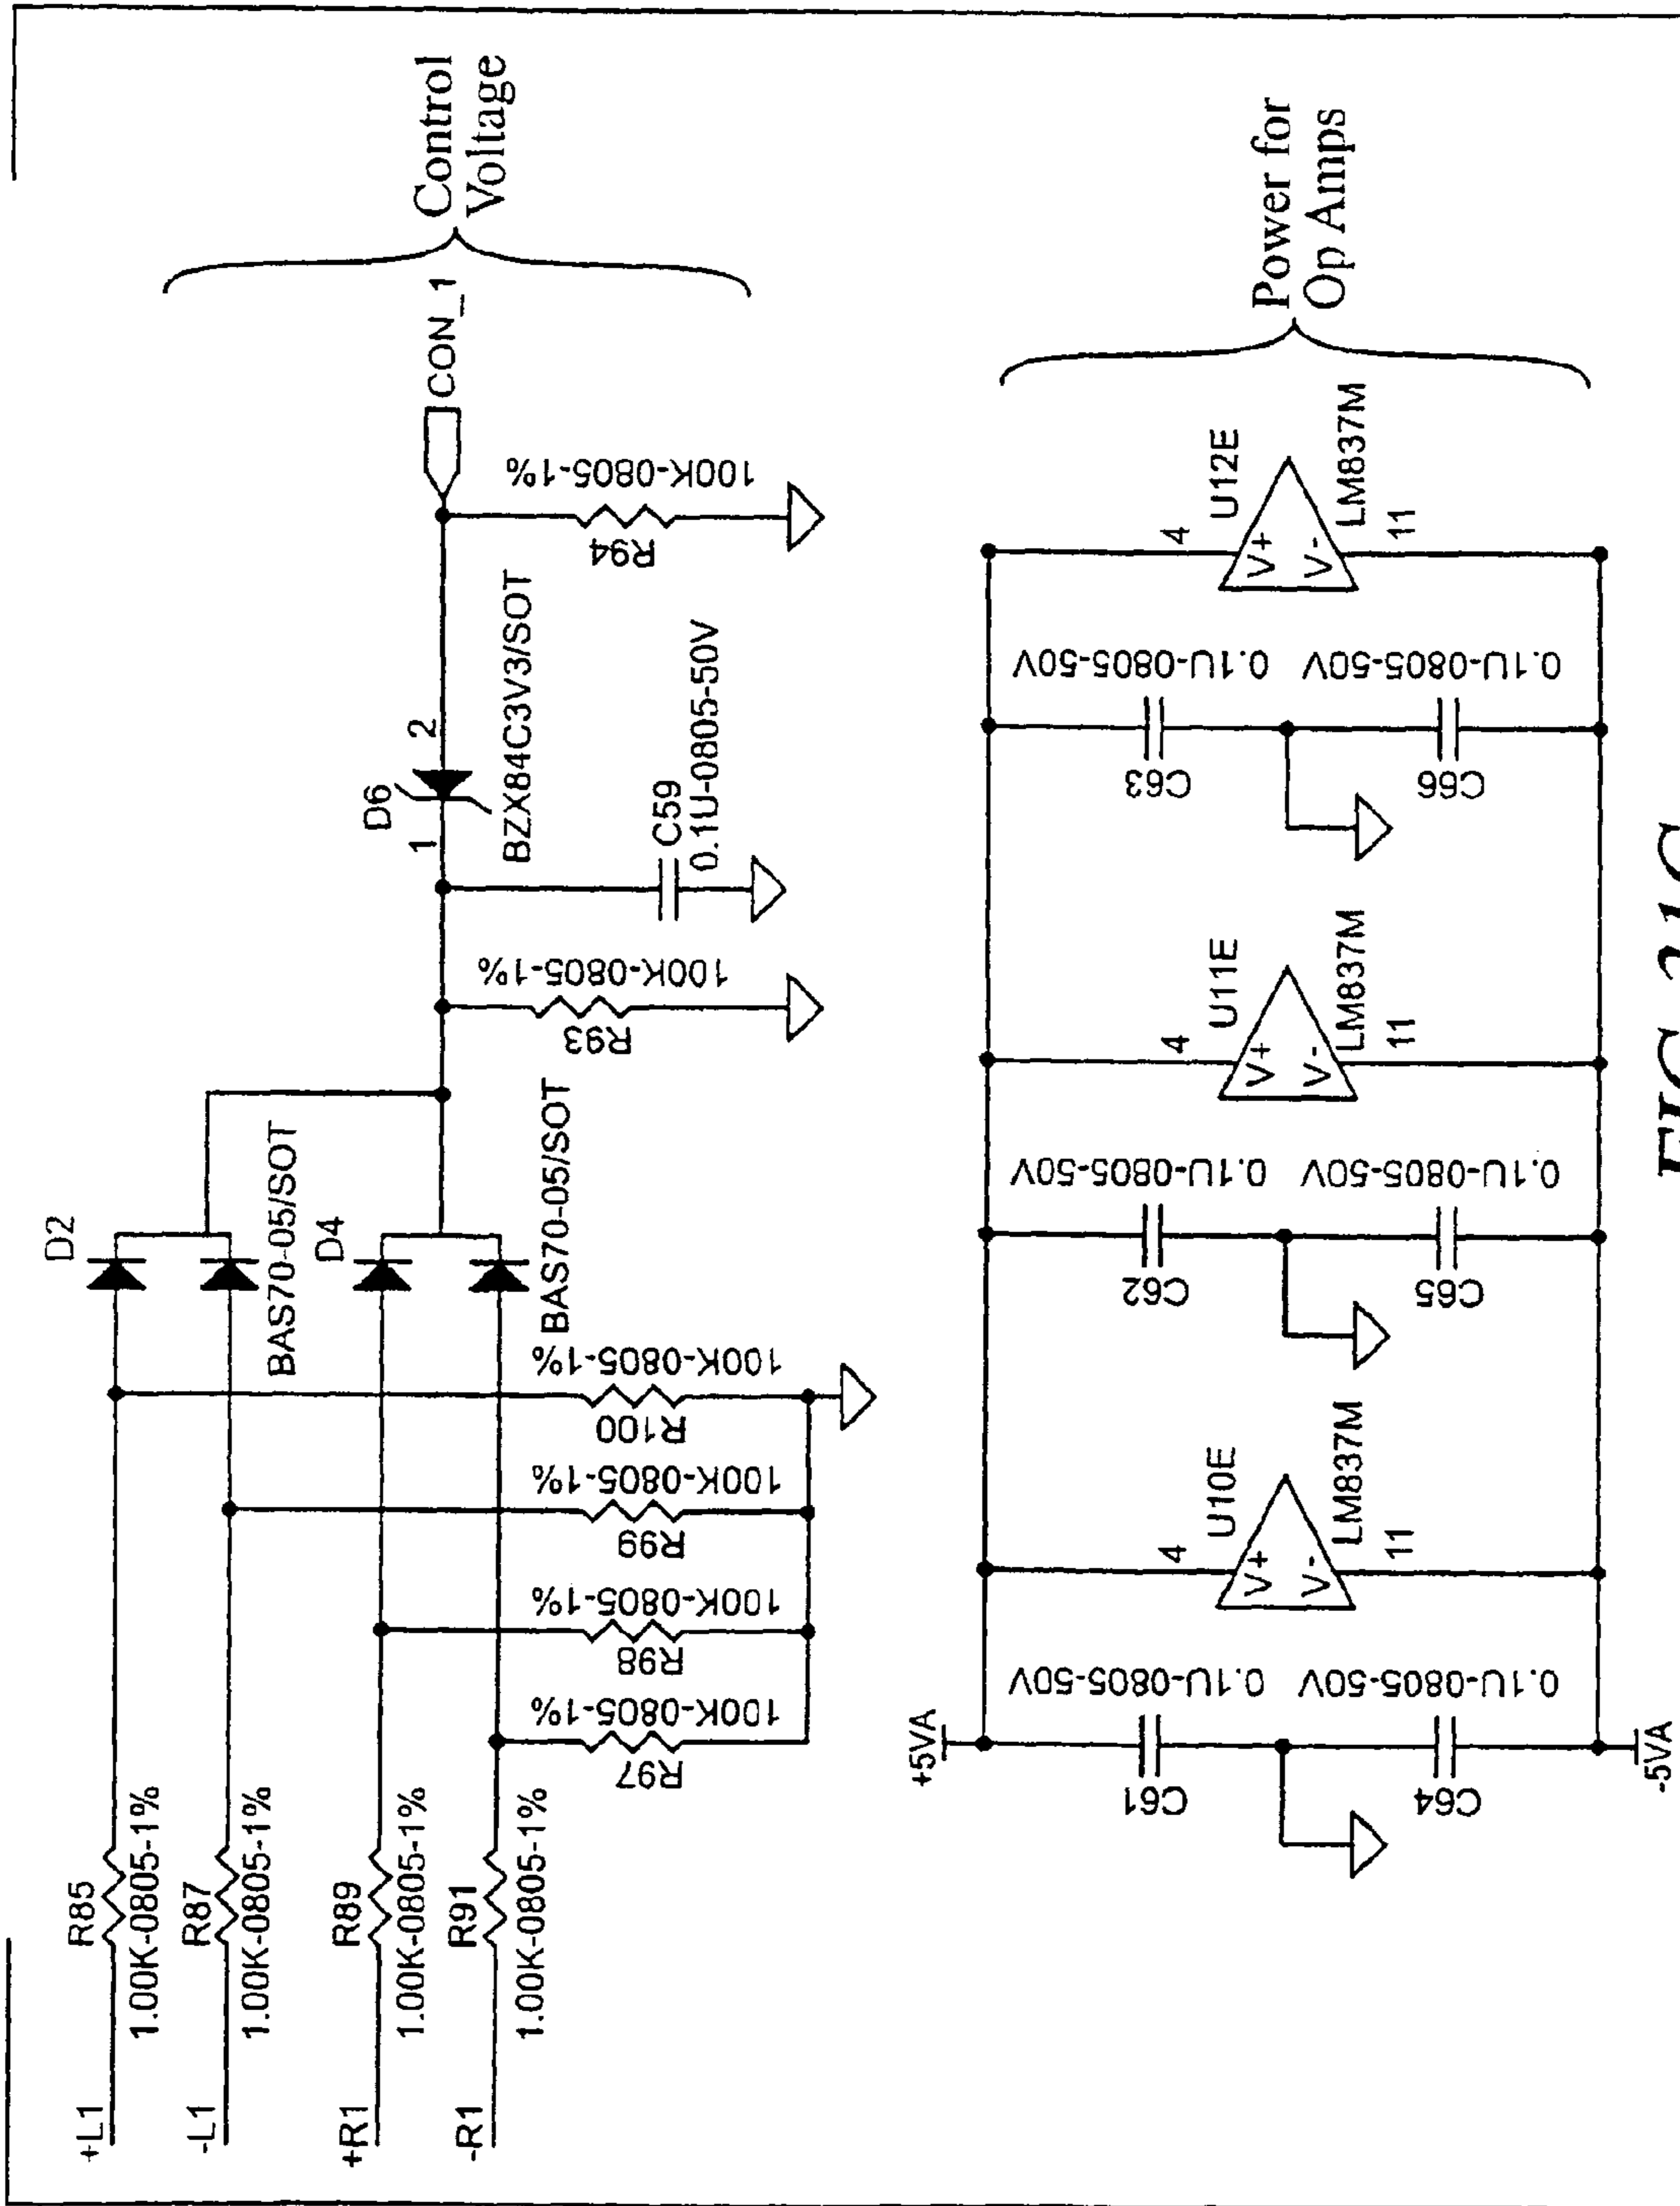 +L1
R85
1.00K-0805-1%
-L1
R87
1.00K-0805-1%
+R1
R89
1.00K-0805-1%
-R1
R91
1.00K-0805-1%
R97
100K-0805-1%
R98
100K-0805-1%
R99
100K-0805-1%
R100
100K-0805-1%
D2
BAS70-05/SOT
D4
BAS70-05/SOT
R93
100K-0805-1%
C59
0.1U-0805-50V
D6
1
2
BZX84C3V3/SOT
R94
100K-0805-1%
CON_1
Control
Voltage
+5VA
C61
0.1U-0805-50V
C64
0.1U-0805-50V
-5VA
4
U10E
V+
V-
LM837M
11
C62
0.1U-0805-50V
C65
0.1U-0805-50V
4
U11E
V+
V-
LM837M
11
C63
0.1U-0805-50V
C66
0.1U-0805-50V
4
U12E
V+
V-
LM837M
11
Power for
Op Amps